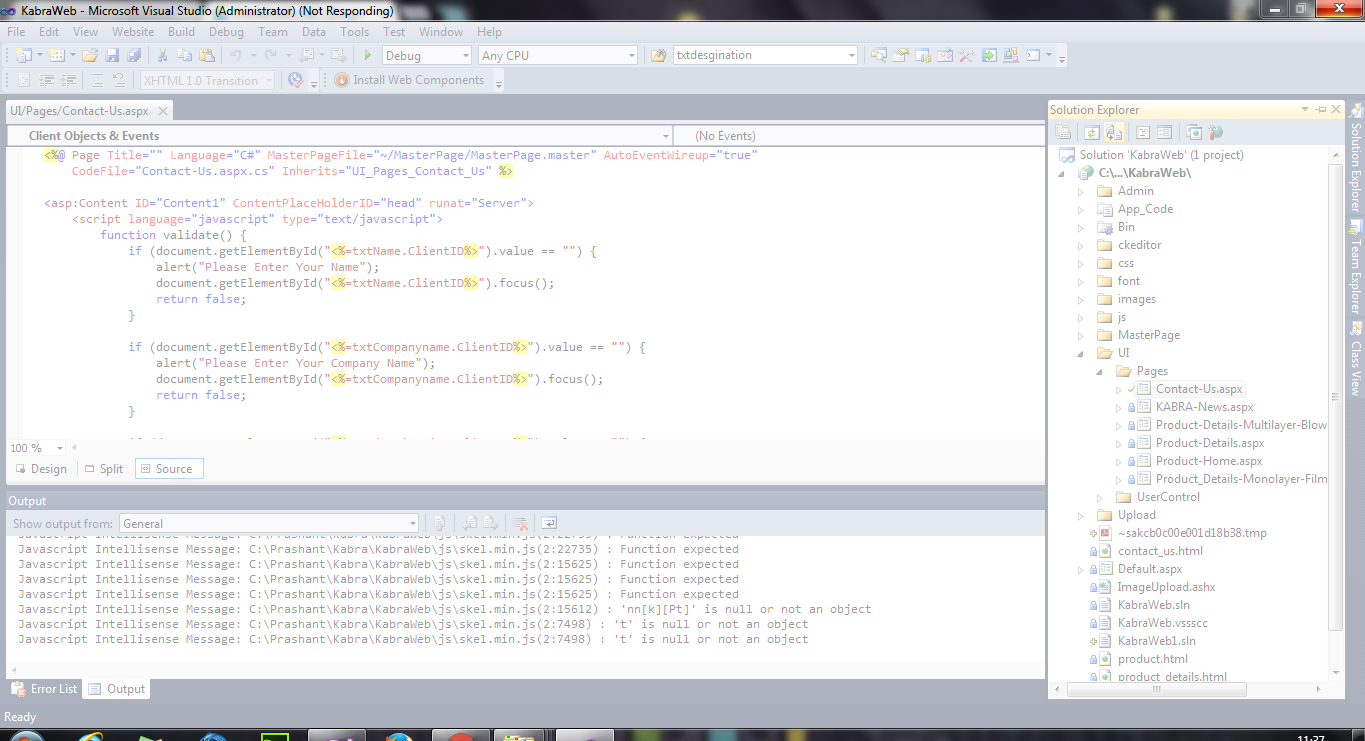 KabraWeb - Microsoft Visual Studio (Administrator) (Not Responding)
File Edit View Website Build Debug Team Data Tools Test Window Help
Debug Any CPU txtdesgination
XHTML 1.0 Transition Install Web Components
UI/Pages/Contact-Us.aspx
Client Objects & Events (No Events)
<%@ Page Title="" Language="C#" MasterPageFile="~/MasterPage/MasterPage.master" AutoEventWireup="true"
CodeFile="Contact-Us.aspx.cs" Inherits="UI_Pages_Contact_Us" %>
<asp:Content ID="Content1" ContentPlaceHolderID="head" runat="Server">
<script language="javascript" type="text/javascript">
function validate() {
if (document.getElementById("<%=txtName.ClientID%>").value == "") {
alert("Please Enter Your Name");
document.getElementById("<%=txtName.ClientID%>").focus();
return false;
}
if (document.getElementById("<%=txtCompanyname.ClientID%>").value == "") {
alert("Please Enter Your Company Name");
document.getElementById("<%=txtCompanyname.ClientID%>").focus();
return false;
}
100 %
Design Split Source
Output
Show output from: General
Javascript Intellisense Message: C:\Prashant\Kabra\KabraWeb\js\skel.min.js(2:22735) : Function expected
Javascript Intellisense Message: C:\Prashant\Kabra\KabraWeb\js\skel.min.js(2:22735) : Function expected
Javascript Intellisense Message: C:\Prashant\Kabra\KabraWeb\js\skel.min.js(2:15625) : Function expected
Javascript Intellisense Message: C:\Prashant\Kabra\KabraWeb\js\skel.min.js(2:15625) : Function expected
Javascript Intellisense Message: C:\Prashant\Kabra\KabraWeb\js\skel.min.js(2:15625) : Function expected
Javascript Intellisense Message: C:\Prashant\Kabra\KabraWeb\js\skel.min.js(2:15612) : 'nn[k][Pt]' is null or not an object
Javascript Intellisense Message: C:\Prashant\Kabra\KabraWeb\js\skel.min.js(2:7498) : 't' is null or not an object
Javascript Intellisense Message: C:\Prashant\Kabra\KabraWeb\js\skel.min.js(2:7498) : 't' is null or not an object
Error List Output
Ready
Solution Explorer
Solution 'KabraWeb' (1 project)
C:\...\KabraWeb\
Admin
App_Code
Bin
ckeditor
css
font
images
js
MasterPage
UI
Pages
Contact-Us.aspx
KABRA-News.aspx
Product-Details-Multilayer-Blow
Product-Details.aspx
Product-Home.aspx
Product_Details-Monolayer-Film
UserControl
Upload
~sakcb0c00e001d18b38.tmp
contact_us.html
Default.aspx
ImageUpload.ashx
KabraWeb.sln
KabraWeb.vssscc
KabraWeb1.sln
product.html
product_details.html
Solution Explorer
Team Explorer
Class View
11:27